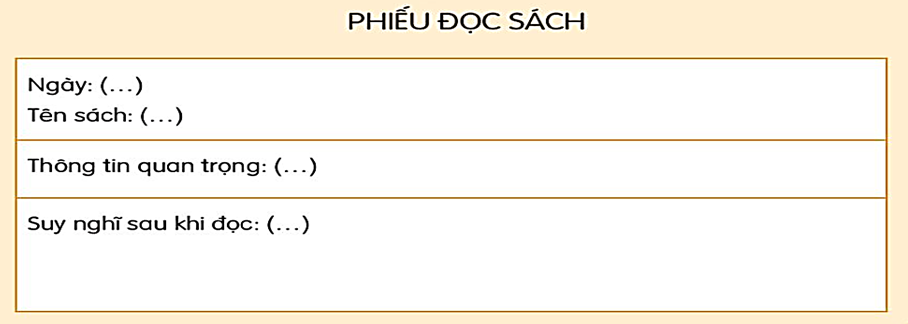 PHIẾU ĐỌC SÁCH
Ngày: (...)
Tên sách: (...)
Thông tin quan trọng: (...)
Suy nghĩ sau khi đọc: (...)